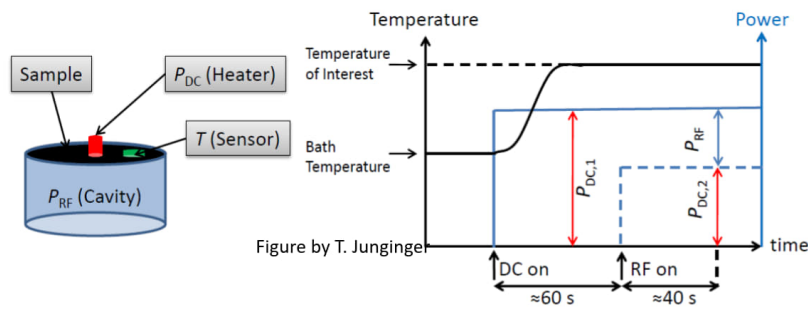 Temperature
Power
Temperature
of Interest
Sample
P_DC (Heater)
T (Sensor)
P_RF (Cavity)
Bath
Temperature
P_DC,1
P_RF
P_DC,2
Figure by T. Junginger
time
DC on
RF on
≈60 s
≈40 s